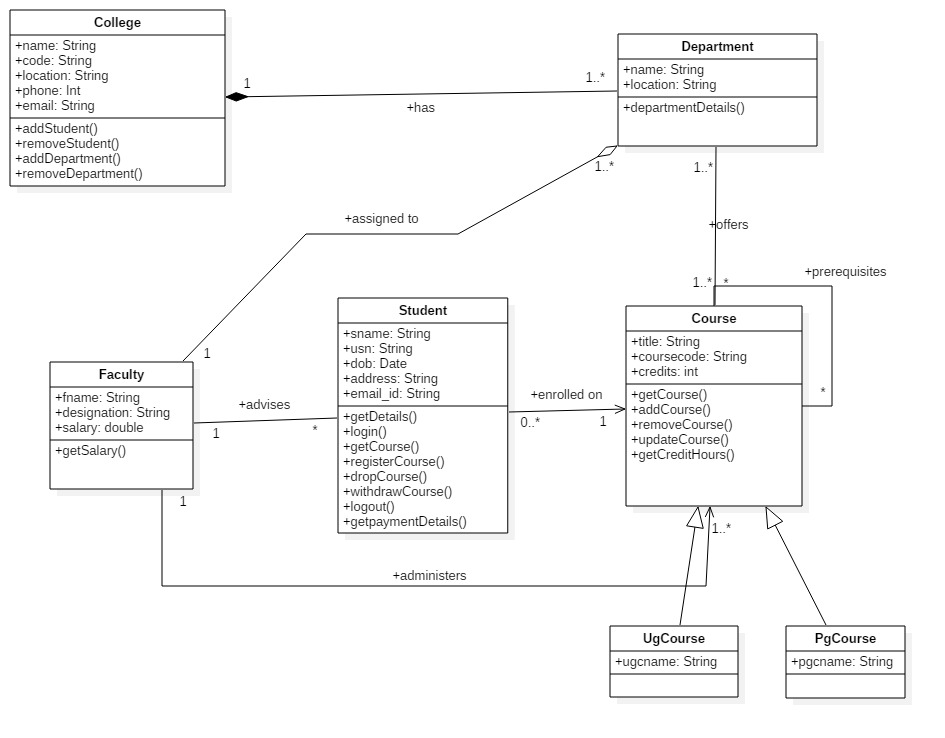 College
+name: String
+code: String
+location: String
+phone: Int
+email: String
+addStudent()
+removeStudent()
+addDepartment()
+removeDepartment()
1
1..*
+has
Department
+name: String
+location: String
+departmentDetails()
1..*
1..*
+assigned to
+offers
1..*
*
+prerequisites
1
Student
+sname: String
+usn: String
+dob: Date
+address: String
+email_id: String
+getDetails()
+login()
+getCourse()
+registerCourse()
+dropCourse()
+withdrawCourse()
+logout()
+getpaymentDetails()
Course
+title: String
+coursecode: String
+credits: int
+getCourse()
+addCourse()
+removeCourse()
+updateCourse()
+getCreditHours()
*
Faculty
+fname: String
+designation: String
+salary: double
+getSalary()
+advises
1
*
+enrolled on
0..*
1
1
1..*
+administers
UgCourse
+ugcname: String
PgCourse
+pgcname: String